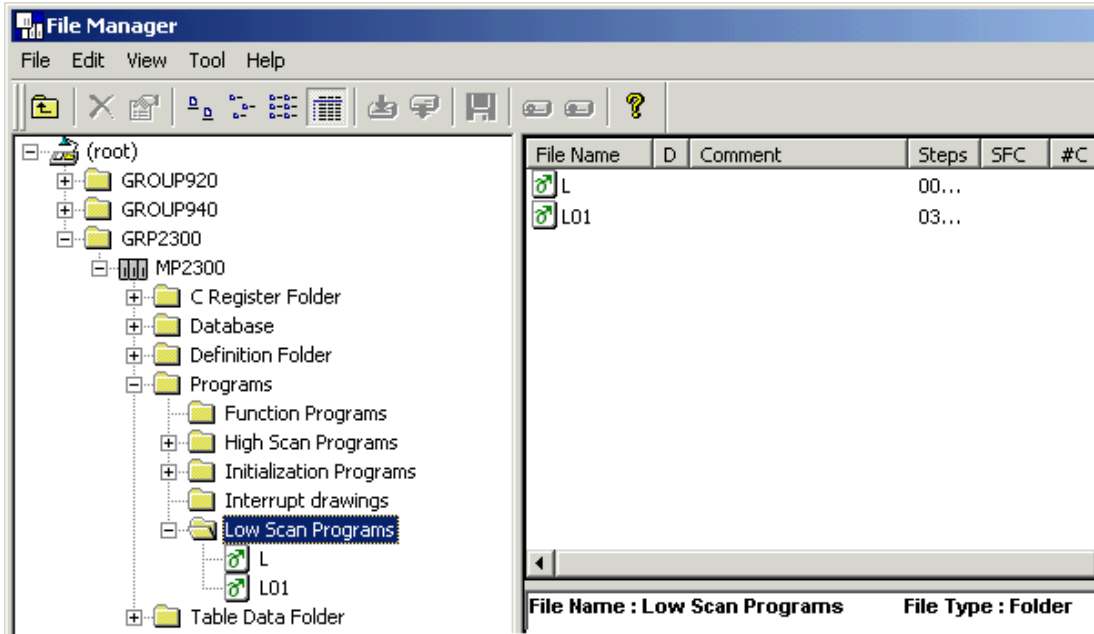 File Manager
File Edit View Tool Help
(root)
GROUP920
GROUP940
GRP2300
MP2300
C Register Folder
Database
Definition Folder
Programs
Function Programs
High Scan Programs
Initialization Programs
Interrupt drawings
Low Scan Programs
L
L01
Table Data Folder
File Name D Comment Steps SFC #C
L 00...
L01 03...
File Name : Low Scan Programs File Type : Folder